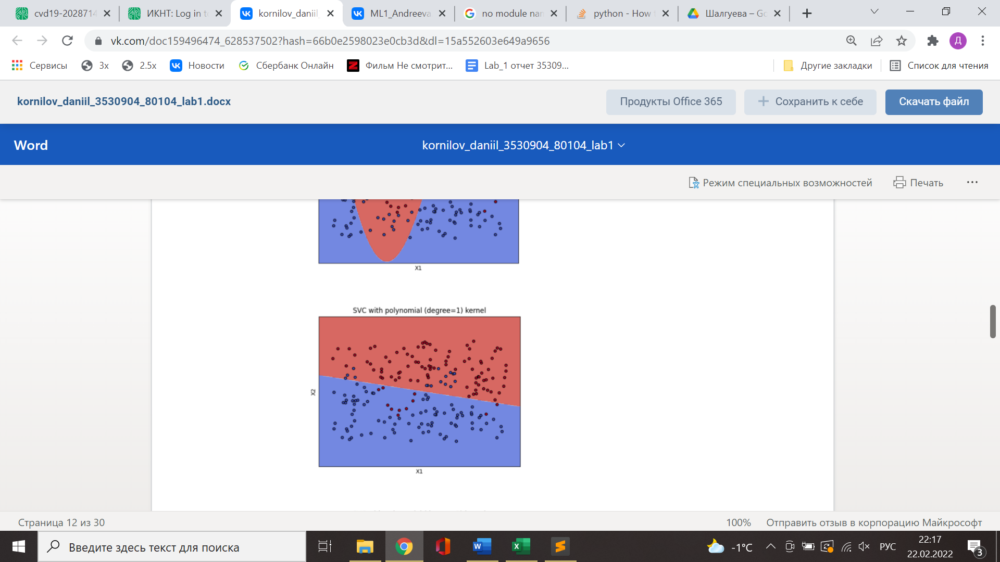 cvd19-2028714
ИКНТ: Log in to
kornilov_daniil_
ML1_Andreeva
no module nam
python - How t
Шалгуева – Go
vk.com/doc159496474_628537502?hash=66b0e2598023e0cb3d&dl=15a552603e649a9656
Д
Сервисы
3x
2.5x
Новости
Сбербанк Онлайн
Фильм Не смотрит...
Lab_1 отчет 35309...
Другие закладки
Список для чтения
kornilov_daniil_3530904_80104_lab1.docx
Продукты Office 365
Сохранить к себе
Скачать файл
Word
kornilov_daniil_3530904_80104_lab1
Режим специальных возможностей
Печать
X1
SVC with polynomial (degree=1) kernel
X2
X1
Страница 12 из 30
100%
Отправить отзыв в корпорацию Майкрософт
Введите здесь текст для поиска
-1°C
РУС
22:17
22.02.2022
3